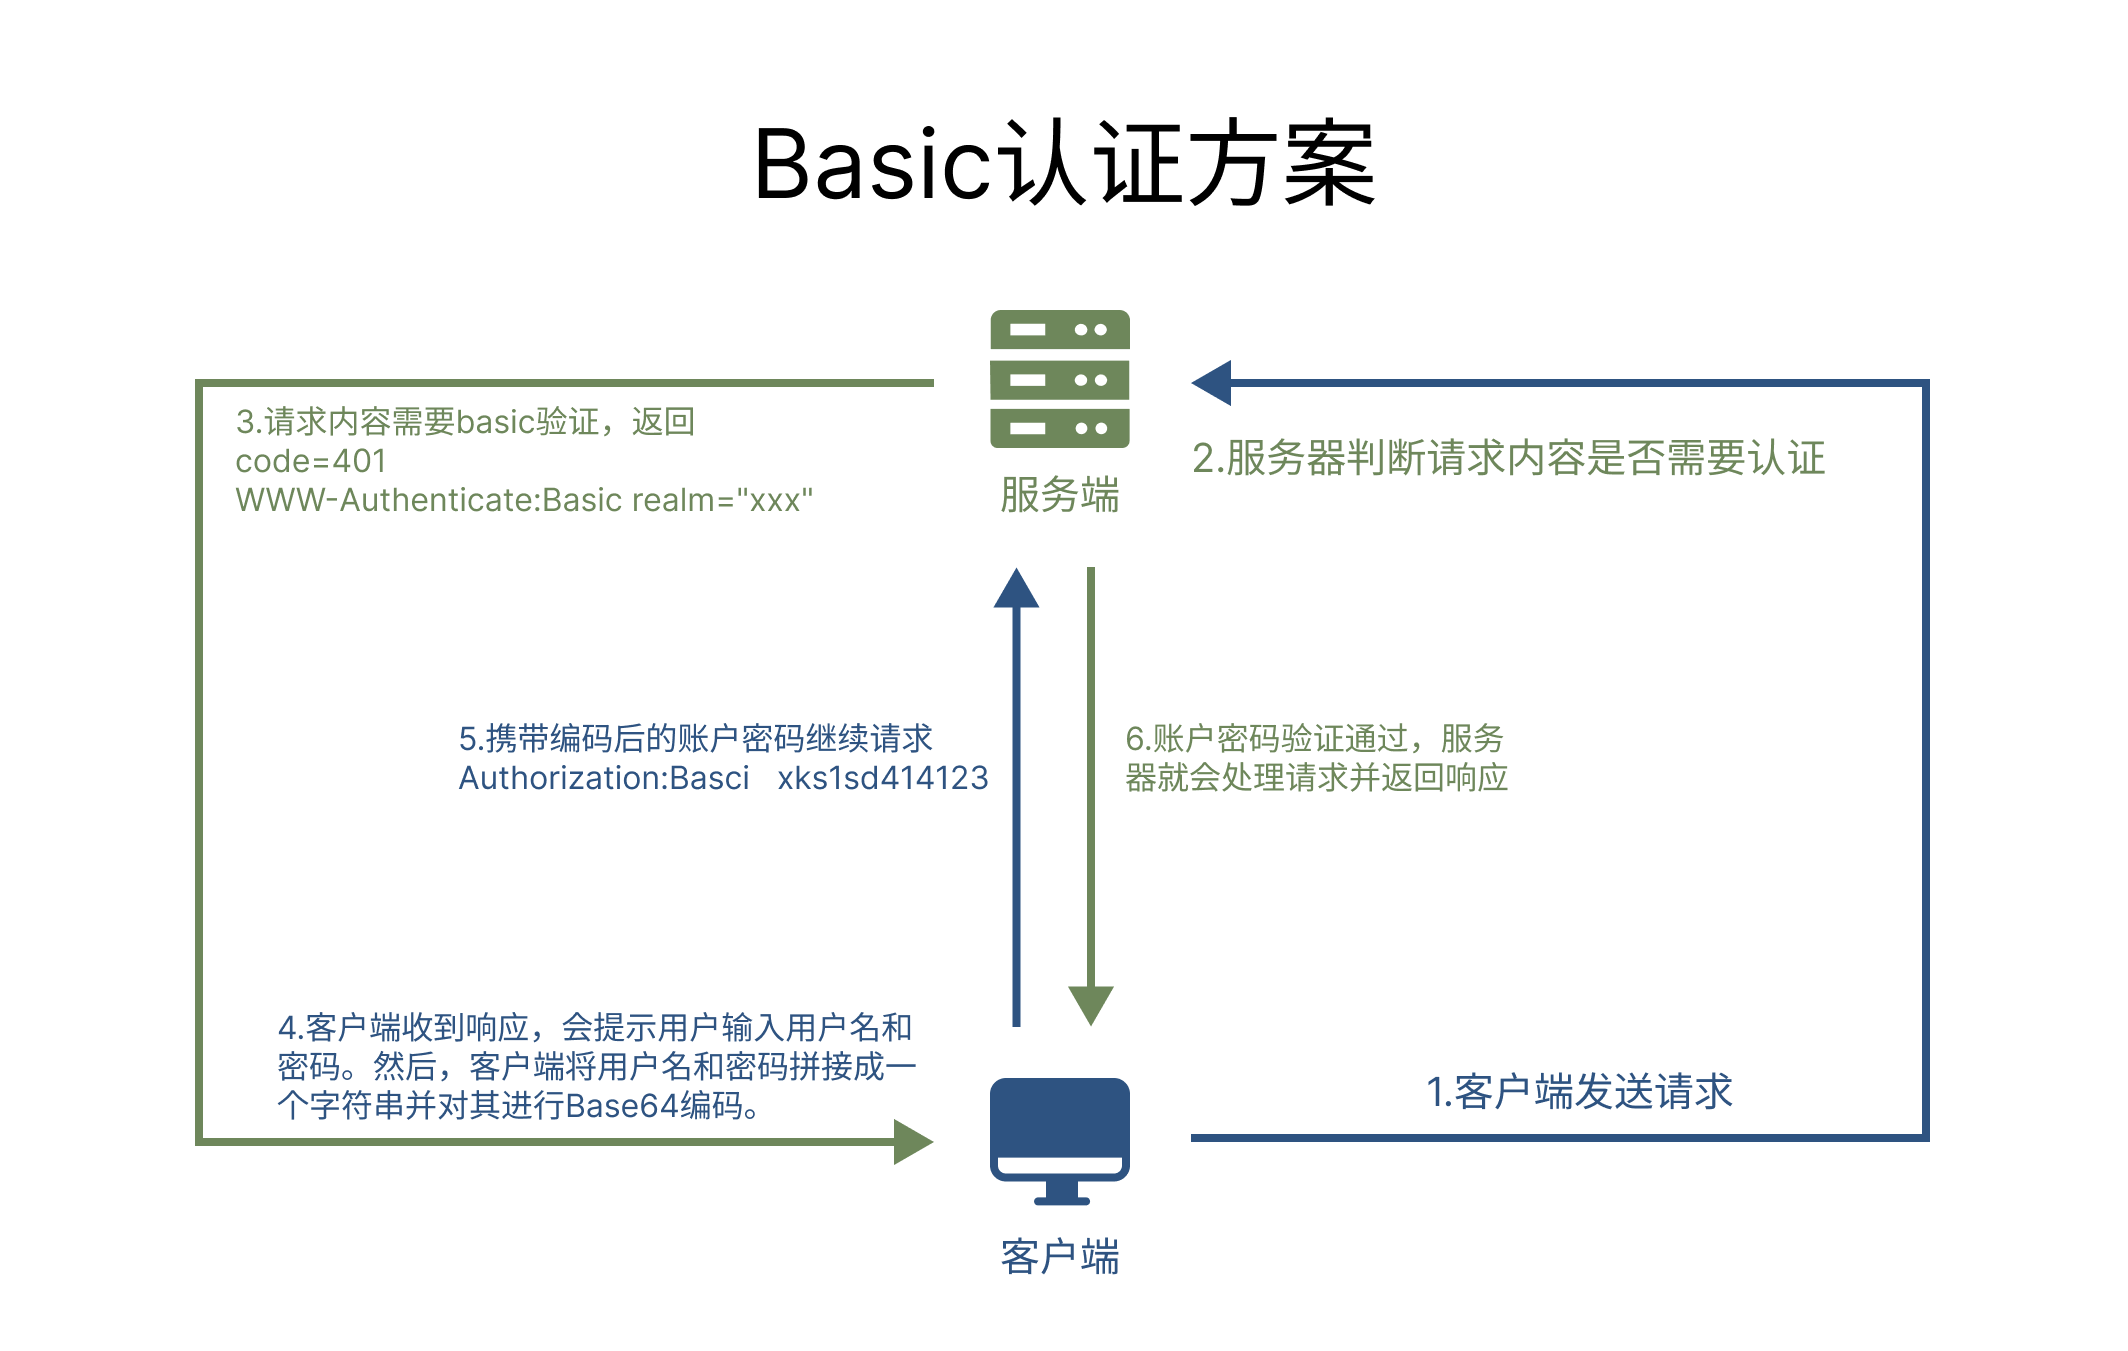 Basic认证方案
服务端
3.请求内容需要basic验证，返回
code=401
WWW-Authenticate:Basic realm="xxx"
2.服务器判断请求内容是否需要认证
5.携带编码后的账户密码继续请求
Authorization:Basci   xks1sd414123
6.账户密码验证通过，服务
器就会处理请求并返回响应
4.客户端收到响应，会提示用户输入用户名和
密码。然后，客户端将用户名和密码拼接成一
个字符串并对其进行Base64编码。
1.客户端发送请求
客户端